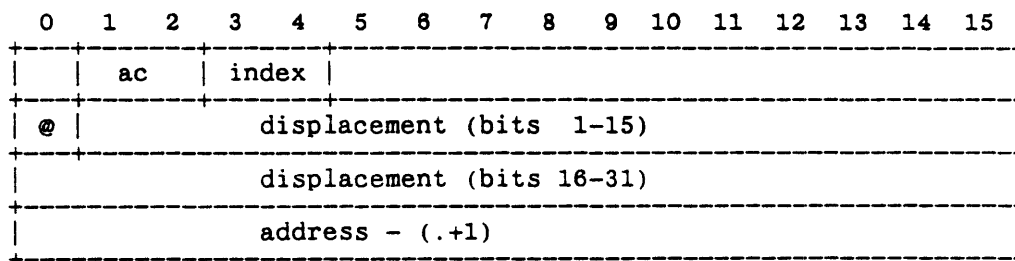 0 1 2 3 4 5 6 7 8 9 10 11 12 13 14 15
ac index
@ displacement (bits 1-15)
displacement (bits 16-31)
address - (.+1)